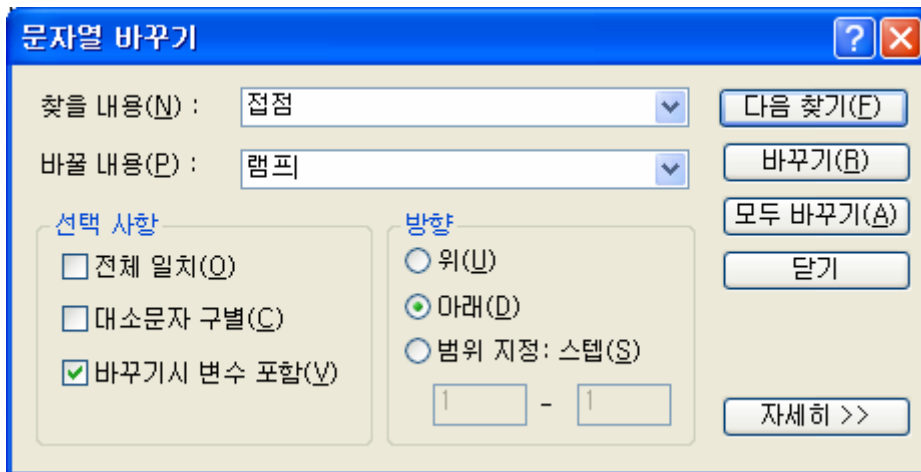 문자열 바꾸기
찾을 내용(N) : 접점
다음 찾기(F)
바꿀 내용(P) : 램프
바꾸기(R)
모두 바꾸기(A)
닫기
선택 사항
전체 일치(O)
대소문자 구별(C)
바꾸기시 변수 포함(V)
방향
위(U)
아래(D)
범위 지정: 스텝(S)
1 - 1
자세히 >>